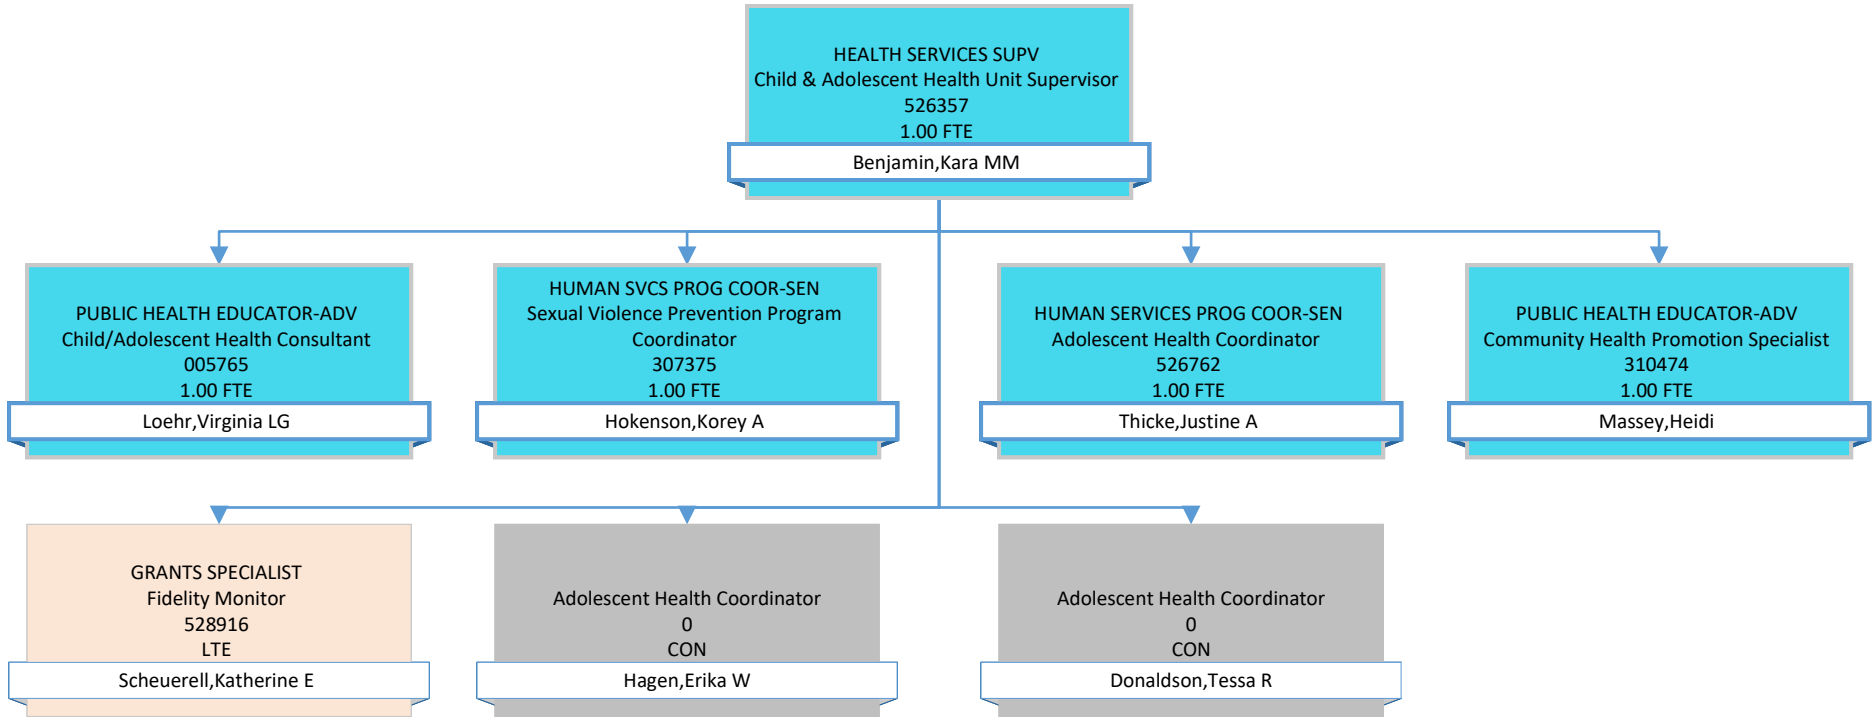 HEALTH SERVICES SUPV
Child & Adolescent Health Unit Supervisor
526357
1.00 FTE
Benjamin,Kara MM
PUBLIC HEALTH EDUCATOR-ADV
Child/Adolescent Health Consultant
005765
1.00 FTE
Loehr,Virginia LG
HUMAN SVCS PROG COOR-SEN
Sexual Violence Prevention Program
Coordinator
307375
1.00 FTE
Hokenson,Korey A
HUMAN SERVICES PROG COOR-SEN
Adolescent Health Coordinator
526762
1.00 FTE
Thicke,Justine A
PUBLIC HEALTH EDUCATOR-ADV
Community Health Promotion Specialist
310474
1.00 FTE
Massey,Heidi
GRANTS SPECIALIST
Fidelity Monitor
528916
LTE
Scheuerell,Katherine E
Adolescent Health Coordinator
0
CON
Hagen,Erika W
Adolescent Health Coordinator
0
CON
Donaldson,Tessa R